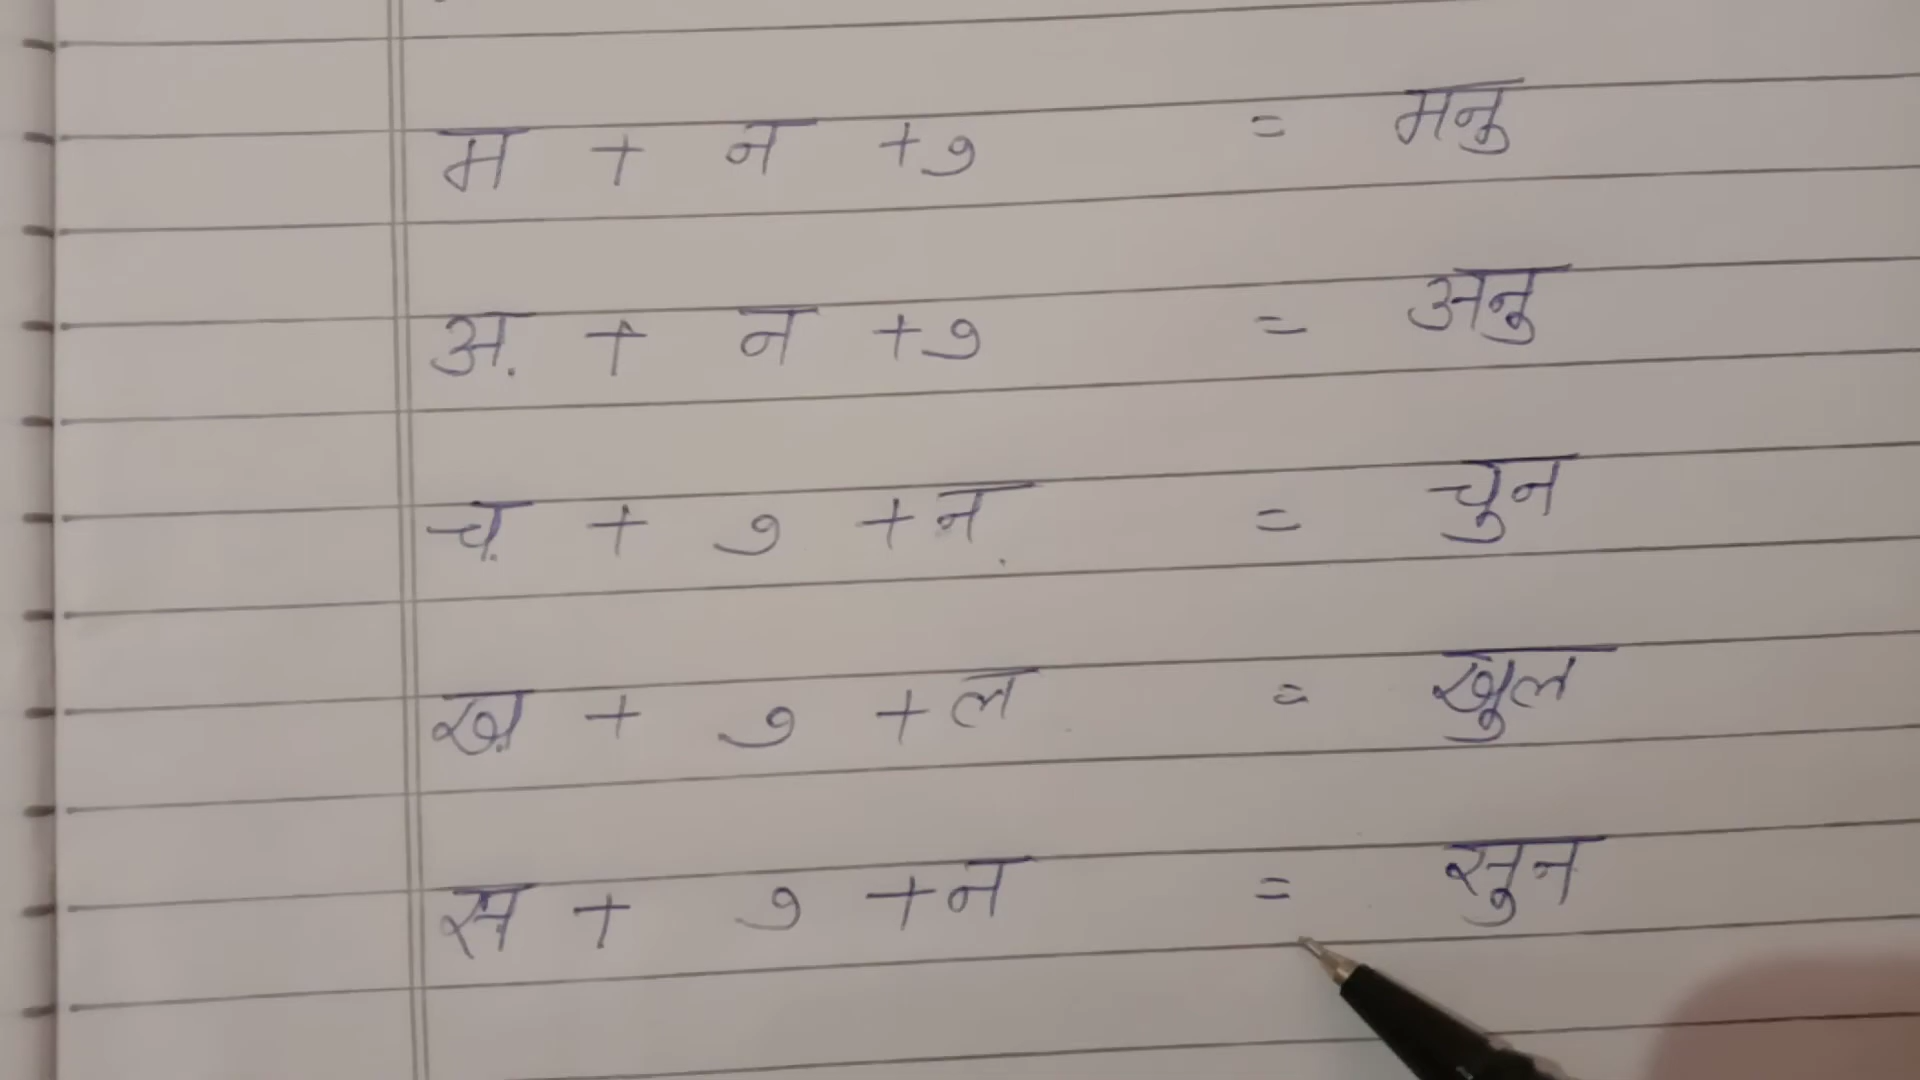 म + न + ु = मनु
अ + न + ु = अनु
च + ु + न = चुन
ख + ु + ल = खुल
स + ु + न = सुन